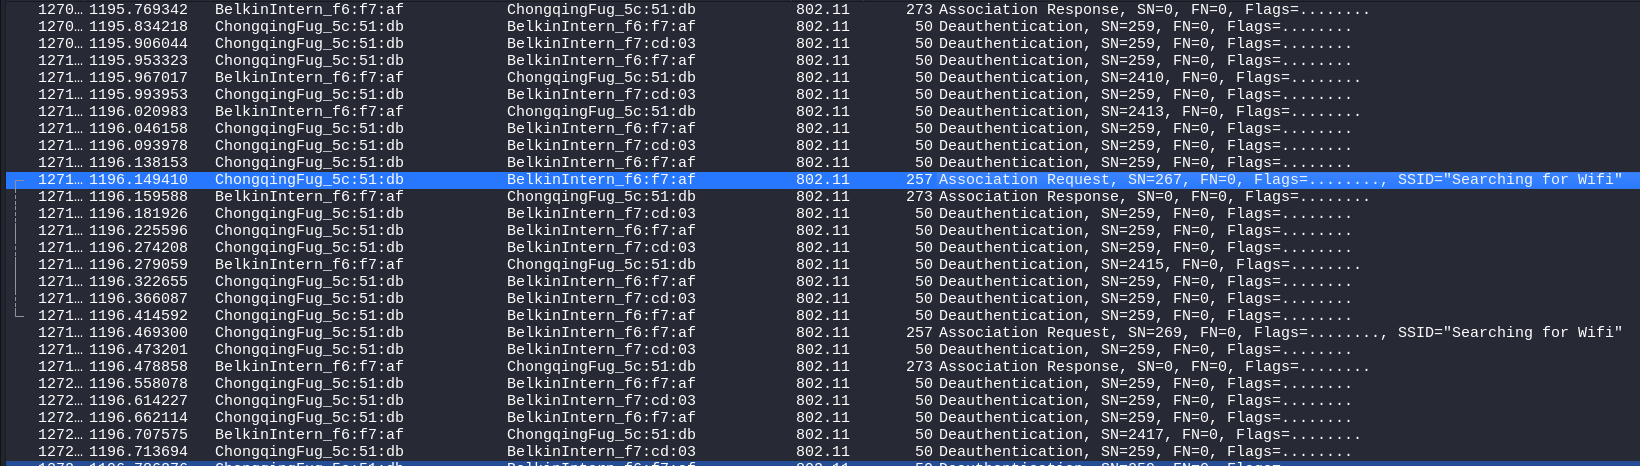 1270… 1195.769342 BelkinIntern_f6:f7:af ChongqingFug_5c:51:db 802.11 273 Association Response, SN=0, FN=0, Flags=........
1270… 1195.834218 ChongqingFug_5c:51:db BelkinIntern_f6:f7:af 802.11 50 Deauthentication, SN=259, FN=0, Flags=........
1270… 1195.906044 ChongqingFug_5c:51:db BelkinIntern_f7:cd:03 802.11 50 Deauthentication, SN=259, FN=0, Flags=........
1271… 1195.953323 ChongqingFug_5c:51:db BelkinIntern_f6:f7:af 802.11 50 Deauthentication, SN=259, FN=0, Flags=........
1271… 1195.967017 BelkinIntern_f6:f7:af ChongqingFug_5c:51:db 802.11 50 Deauthentication, SN=2410, FN=0, Flags=........
1271… 1195.993953 ChongqingFug_5c:51:db BelkinIntern_f7:cd:03 802.11 50 Deauthentication, SN=259, FN=0, Flags=........
1271… 1196.020983 BelkinIntern_f6:f7:af ChongqingFug_5c:51:db 802.11 50 Deauthentication, SN=2413, FN=0, Flags=........
1271… 1196.046158 ChongqingFug_5c:51:db BelkinIntern_f6:f7:af 802.11 50 Deauthentication, SN=259, FN=0, Flags=........
1271… 1196.093978 ChongqingFug_5c:51:db BelkinIntern_f7:cd:03 802.11 50 Deauthentication, SN=259, FN=0, Flags=........
1271… 1196.138153 ChongqingFug_5c:51:db BelkinIntern_f6:f7:af 802.11 50 Deauthentication, SN=259, FN=0, Flags=........
1271… 1196.149410 ChongqingFug_5c:51:db BelkinIntern_f6:f7:af 802.11 257 Association Request, SN=267, FN=0, Flags=........, SSID="Searching for Wifi"
1271… 1196.159588 BelkinIntern_f6:f7:af ChongqingFug_5c:51:db 802.11 273 Association Response, SN=0, FN=0, Flags=........
1271… 1196.181926 ChongqingFug_5c:51:db BelkinIntern_f7:cd:03 802.11 50 Deauthentication, SN=259, FN=0, Flags=........
1271… 1196.225596 ChongqingFug_5c:51:db BelkinIntern_f6:f7:af 802.11 50 Deauthentication, SN=259, FN=0, Flags=........
1271… 1196.274208 ChongqingFug_5c:51:db BelkinIntern_f7:cd:03 802.11 50 Deauthentication, SN=259, FN=0, Flags=........
1271… 1196.279059 BelkinIntern_f6:f7:af ChongqingFug_5c:51:db 802.11 50 Deauthentication, SN=2415, FN=0, Flags=........
1271… 1196.322655 ChongqingFug_5c:51:db BelkinIntern_f6:f7:af 802.11 50 Deauthentication, SN=259, FN=0, Flags=........
1271… 1196.366087 ChongqingFug_5c:51:db BelkinIntern_f7:cd:03 802.11 50 Deauthentication, SN=259, FN=0, Flags=........
1271… 1196.414592 ChongqingFug_5c:51:db BelkinIntern_f6:f7:af 802.11 50 Deauthentication, SN=259, FN=0, Flags=........
1271… 1196.469300 ChongqingFug_5c:51:db BelkinIntern_f6:f7:af 802.11 257 Association Request, SN=269, FN=0, Flags=........, SSID="Searching for Wifi"
1271… 1196.473201 ChongqingFug_5c:51:db BelkinIntern_f7:cd:03 802.11 50 Deauthentication, SN=259, FN=0, Flags=........
1271… 1196.478858 BelkinIntern_f6:f7:af ChongqingFug_5c:51:db 802.11 273 Association Response, SN=0, FN=0, Flags=........
1272… 1196.558078 ChongqingFug_5c:51:db BelkinIntern_f6:f7:af 802.11 50 Deauthentication, SN=259, FN=0, Flags=........
1272… 1196.614227 ChongqingFug_5c:51:db BelkinIntern_f7:cd:03 802.11 50 Deauthentication, SN=259, FN=0, Flags=........
1272… 1196.662114 ChongqingFug_5c:51:db BelkinIntern_f6:f7:af 802.11 50 Deauthentication, SN=259, FN=0, Flags=........
1272… 1196.707575 BelkinIntern_f6:f7:af ChongqingFug_5c:51:db 802.11 50 Deauthentication, SN=2417, FN=0, Flags=........
1272… 1196.713694 ChongqingFug_5c:51:db BelkinIntern_f7:cd:03 802.11 50 Deauthentication, SN=259, FN=0, Flags=........